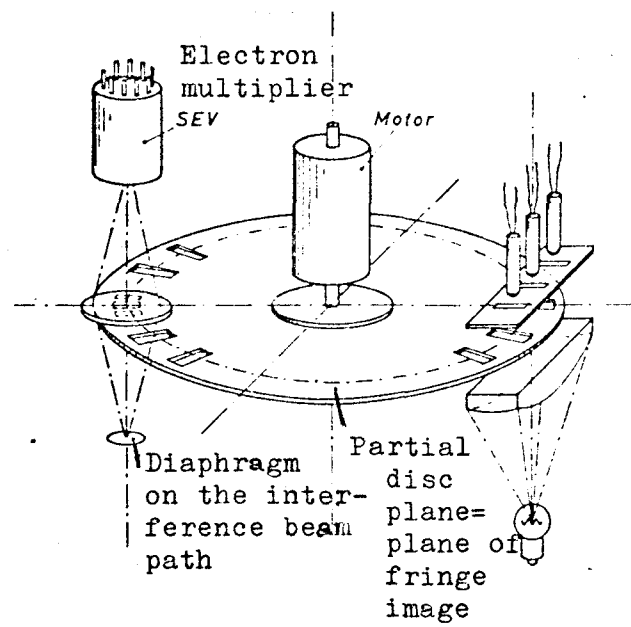 Electron
multiplier
SEV
Motor
Diaphragm
on the inter-
ference beam
path
Partial
disc
plane=
plane of
fringe
image